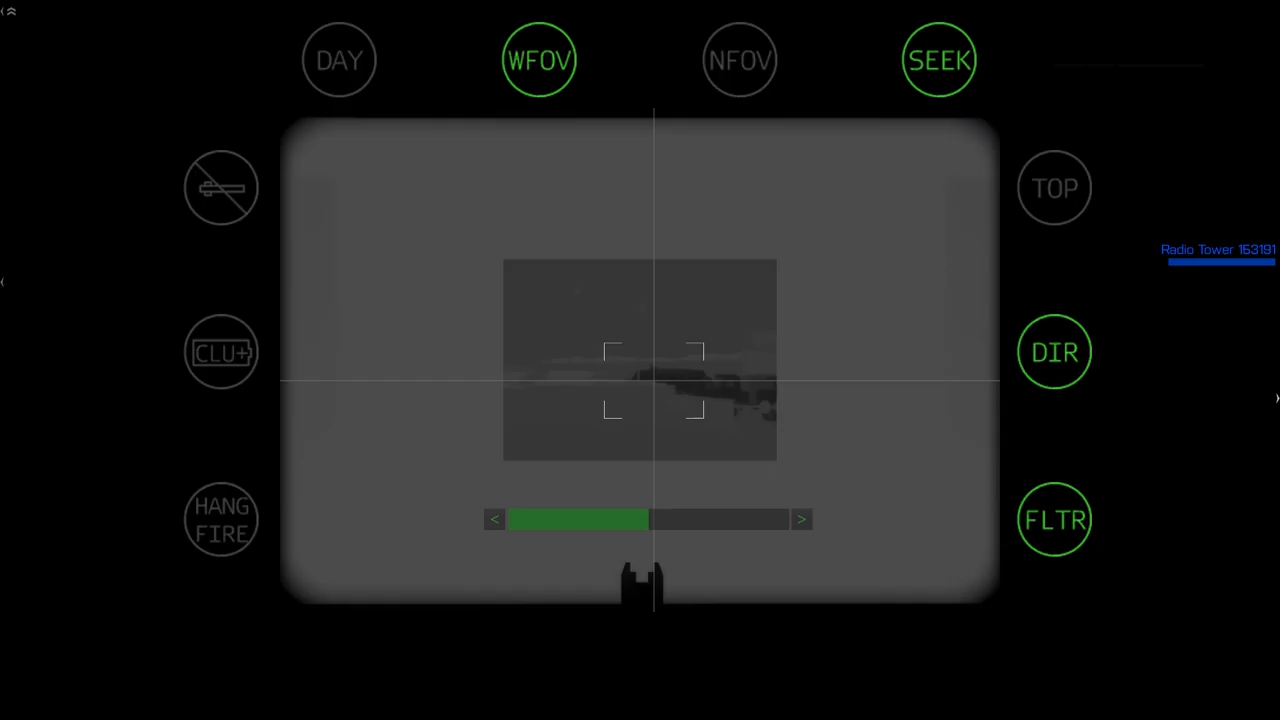 DAY
WFOV
NFOV
SEEK
TOP
Radio Tower 153191
CLU+
DIR
HANG
FIRE
FLTR
< >